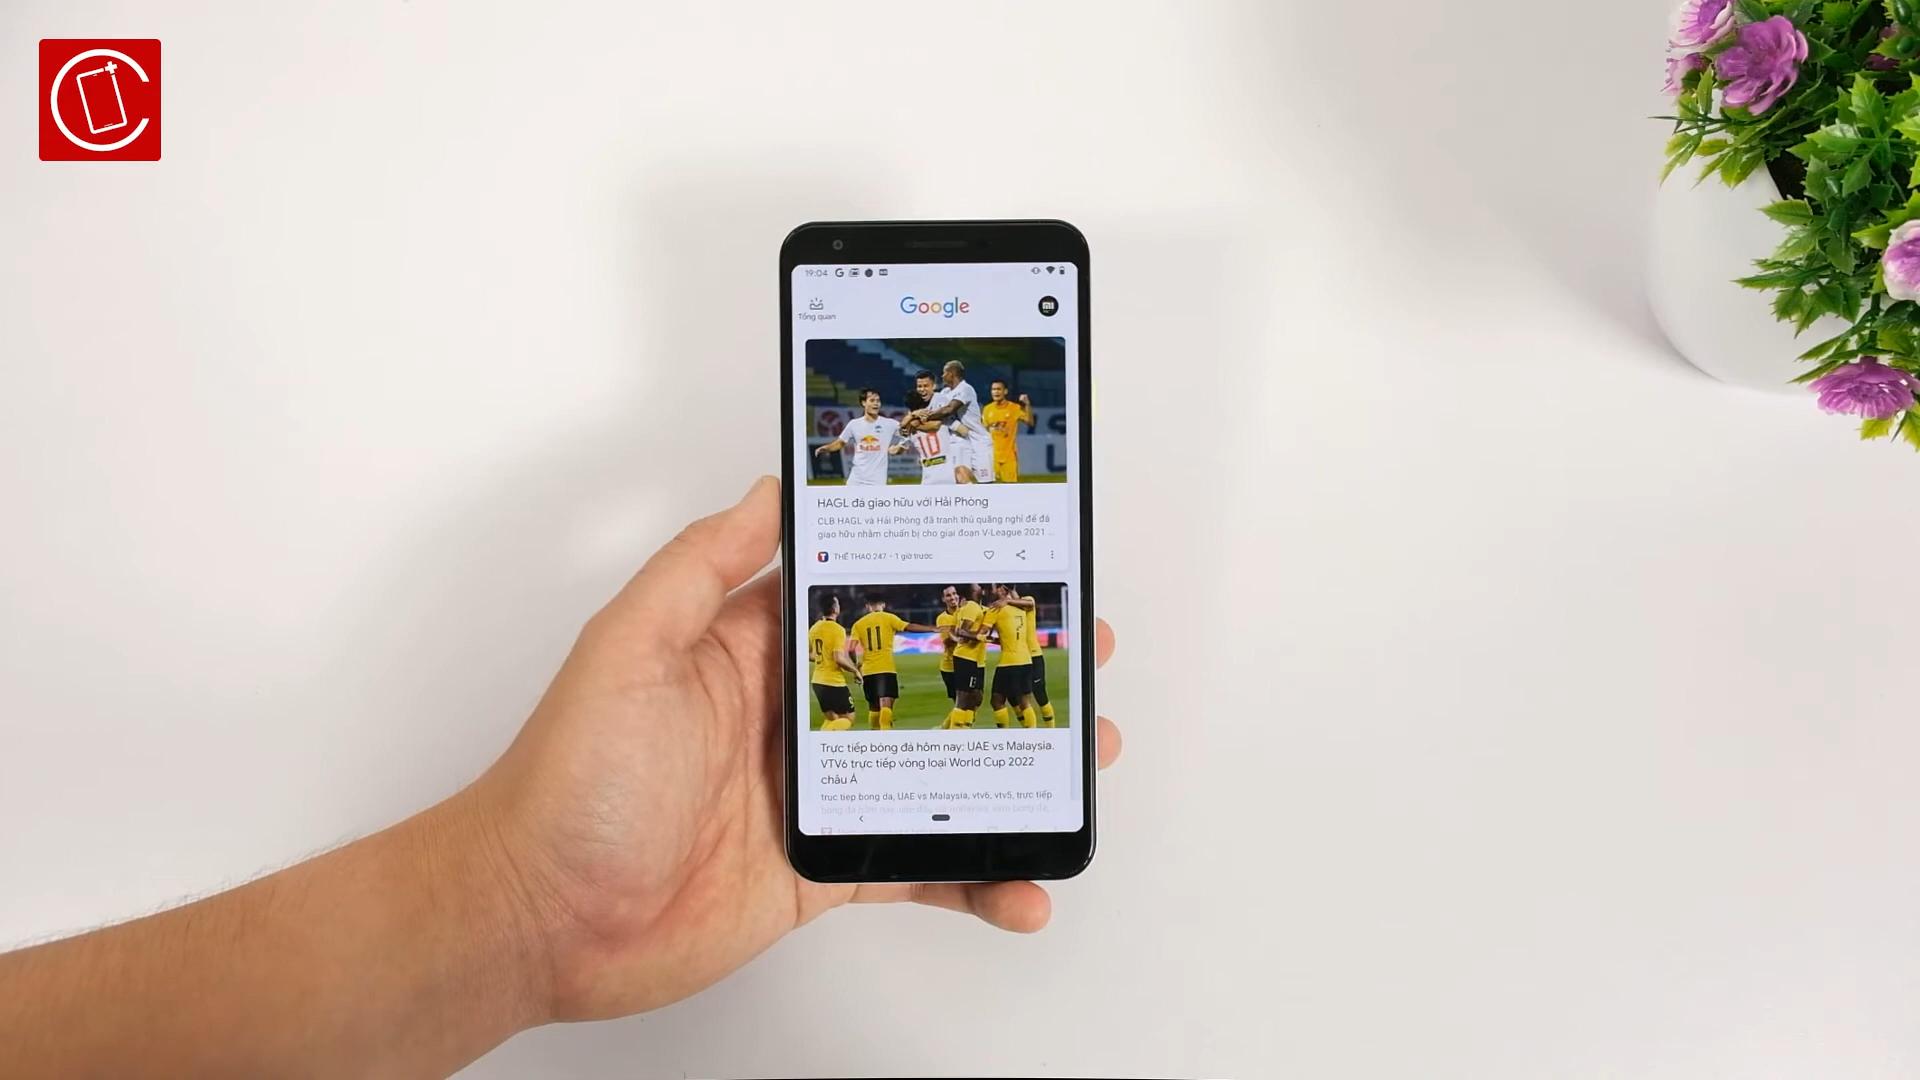 19:04
Tổng quan
Google
HAGL đá giao hữu với Hải Phòng
CLB HAGL và Hải Phòng đã tranh thủ quãng nghỉ để đá
giao hữu nhằm chuẩn bị cho giai đoạn V-League 2021 ...
THỂ THAO 247 - 1 giờ trước
Trực tiếp bóng đá hôm nay: UAE vs Malaysia.
VTV6 trực tiếp vòng loại World Cup 2022
châu Á
truc tiep bong da, UAE vs Malaysia, vtv6, vtv5, trực tiếp